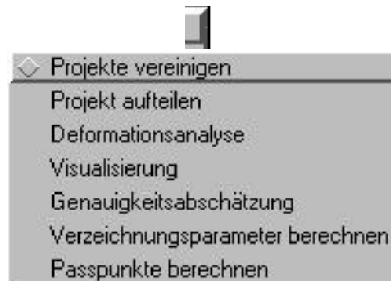 Projekte vereinigen
Projekt aufteilen
Deformationsanalyse
Visualisierung
Genauigkeitsabschätzung
Verzeichnungsparameter berechnen
Passpunkte berechnen